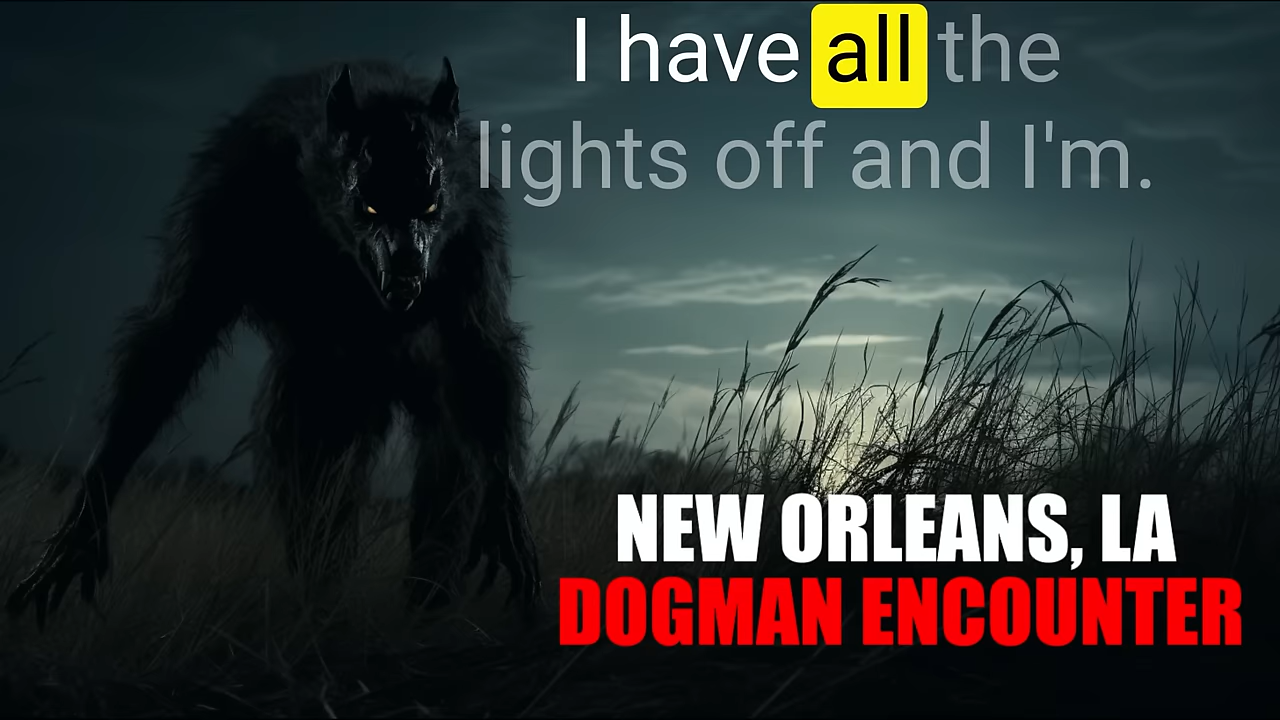 I have all the
lights off and I'm.
NEW ORLEANS, LA
DOGMAN ENCOUNTER